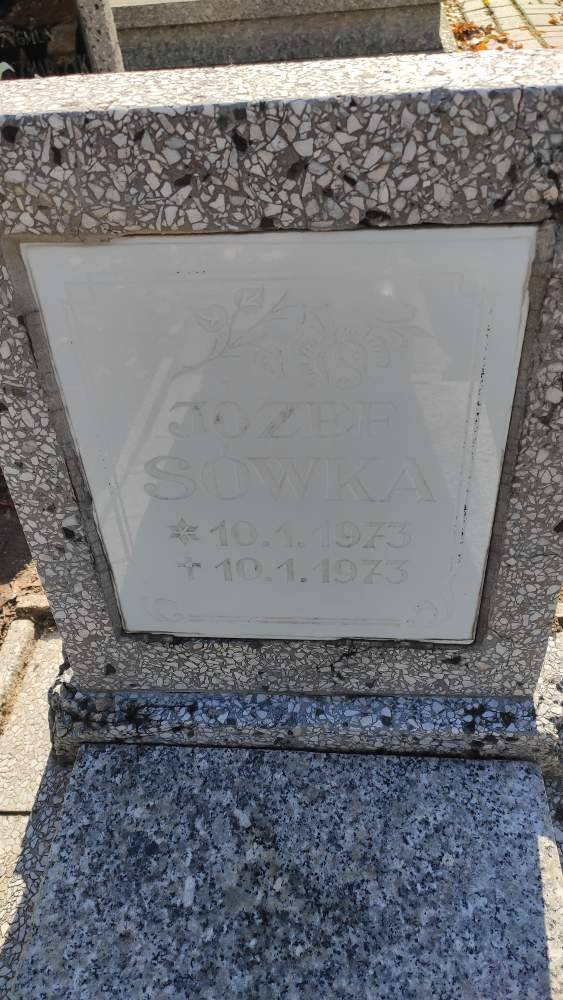 JÓZEF
SÓWKA
* 10.1.1973
✝ 10.1.1973